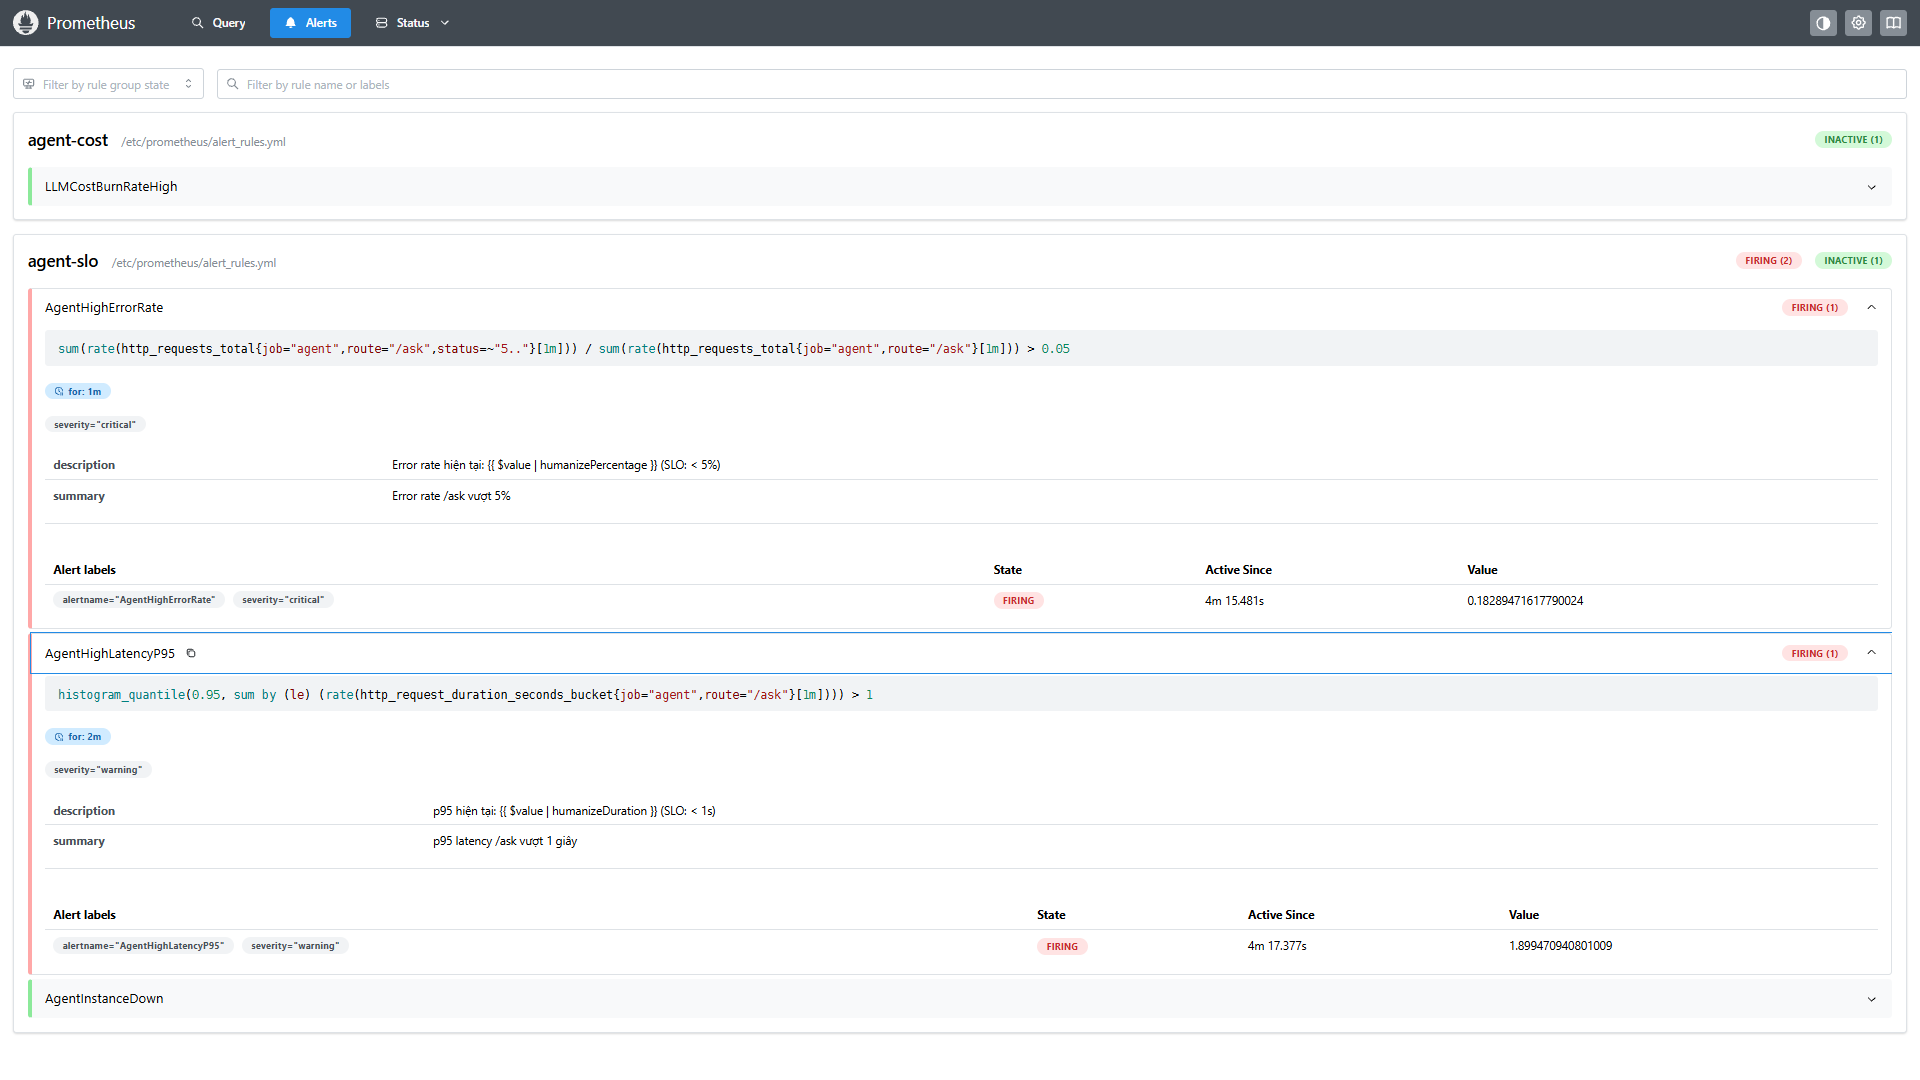 Prometheus
Query
Alerts
Status
Filter by rule group state
Filter by rule name or labels
agent-cost /etc/prometheus/alert_rules.yml
INACTIVE (1)
LLMCostBurnRateHigh
agent-slo /etc/prometheus/alert_rules.yml
FIRING (2) INACTIVE (1)
AgentHighErrorRate
FIRING (1)
sum(rate(http_requests_total{job="agent",route="/ask",status=~"5.."}[1m])) / sum(rate(http_requests_total{job="agent",route="/ask"}[1m])) > 0.05
for: 1m
severity="critical"
description Error rate hiện tại: {{ $value | humanizePercentage }} (SLO: < 5%)
summary Error rate /ask vượt 5%
Alert labels State Active Since Value
alertname="AgentHighErrorRate" severity="critical" FIRING 4m 15.481s 0.18289471617790024
AgentHighLatencyP95
FIRING (1)
histogram_quantile(0.95, sum by (le) (rate(http_request_duration_seconds_bucket{job="agent",route="/ask"}[1m]))) > 1
for: 2m
severity="warning"
description p95 hiện tại: {{ $value | humanizeDuration }} (SLO: < 1s)
summary p95 latency /ask vượt 1 giây
Alert labels State Active Since Value
alertname="AgentHighLatencyP95" severity="warning" FIRING 4m 17.377s 1.899470940801009
AgentInstanceDown